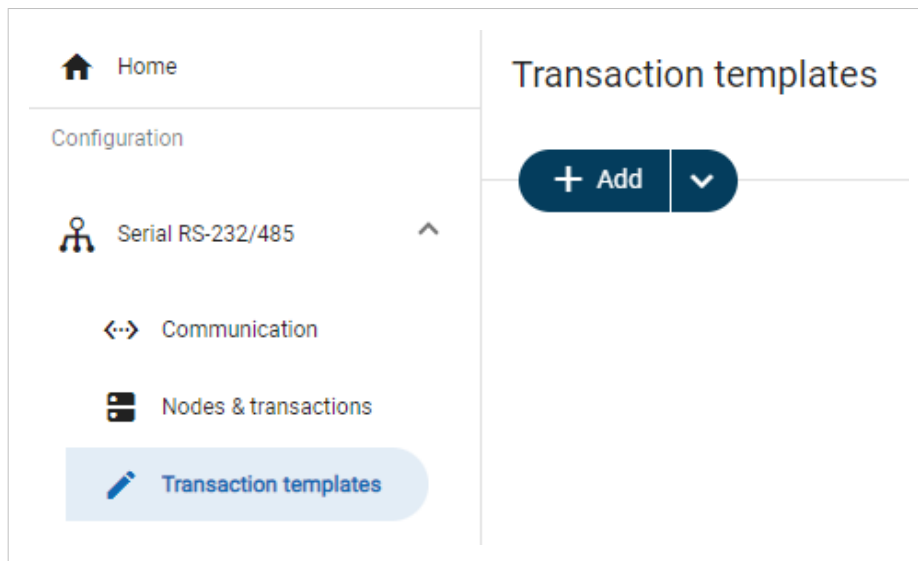 Home
Configuration
Serial RS-232/485
Communication
Nodes & transactions
Transaction templates
Transaction templates
Add